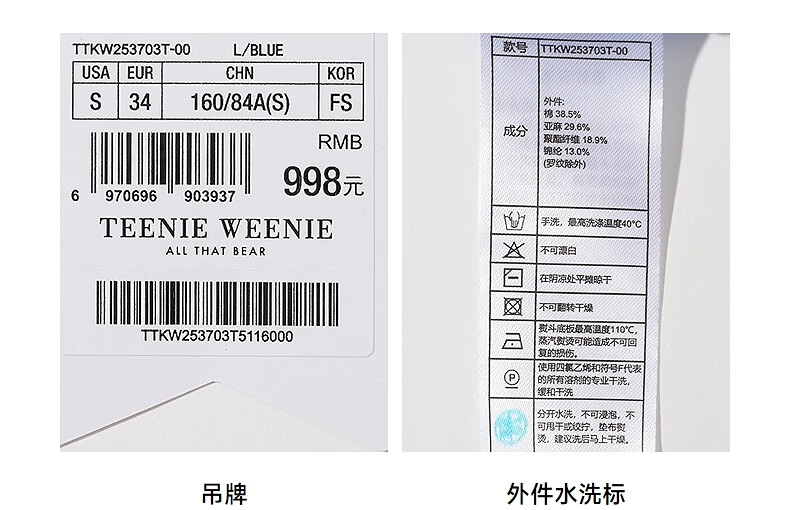 TTKW253703T-00 L/BLUE
USA EUR CHN KOR
S 34 160/84A(S) FS
RMB
998元
6 970696 903937
TEENIE WEENIE
ALL THAT BEAR
TTKW253703T5116000
吊牌
款号 TTKW253703T-00
成分
外件:
棉 38.5%
亚麻 29.6%
聚酯纤维 18.9%
锦纶 13.0%
(罗纹除外)
手洗，最高洗涤温度40°C
不可漂白
在阴凉处平摊晾干
不可翻转干燥
熨斗底板最高温度110℃，
蒸汽熨烫可能造成不可回
复的损伤。
P
使用四氯乙烯和符号F代表
的所有溶剂的专业干洗，
缓和干洗
分开水洗，不可浸泡，不
可甩干或绞拧，垫布熨
烫，建议洗后马上干燥。
外件水洗标